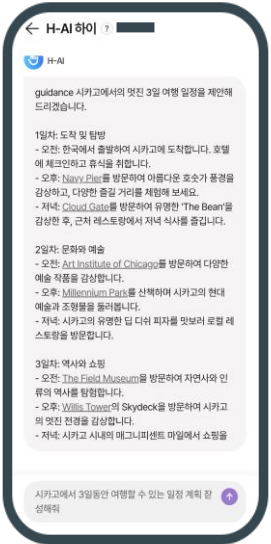 ← H-AI 하이 ?
H-AI
guidance 시카고에서의 멋진 3일 여행 일정을 제안해
드리겠습니다.
1일차: 도착 및 탐방
- 오전: 한국에서 출발하여 시카고에 도착합니다. 호텔
에 체크인하고 휴식을 취합니다.
- 오후: Navy Pier를 방문하여 아름다운 호숫가 풍경을
감상하고, 다양한 즐길 거리를 체험해 보세요.
- 저녁: Cloud Gate를 방문하여 유명한 'The Bean'을
감상한 후, 근처 레스토랑에서 저녁 식사를 즐깁니다.
2일차: 문화와 예술
- 오전: Art Institute of Chicago를 방문하여 다양한
예술 작품을 감상합니다.
- 오후: Millennium Park를 산책하며 시카고의 현대
예술과 조형물을 둘러봅니다.
- 저녁: 시카고의 유명한 딥 디쉬 피자를 맛보러 로컬 레
스토랑을 방문합니다.
3일차: 역사와 쇼핑
- 오전: The Field Museum을 방문하여 자연사와 인
류의 역사를 탐험합니다.
- 오후: Willis Tower의 Skydeck을 방문하여 시카고
의 멋진 전경을 감상합니다.
- 저녁: 시카고 시내의 매그니피센트 마일에서 쇼핑을
시카고에서 3일동안 여행할 수 있는 일정 계획 작
성해줘